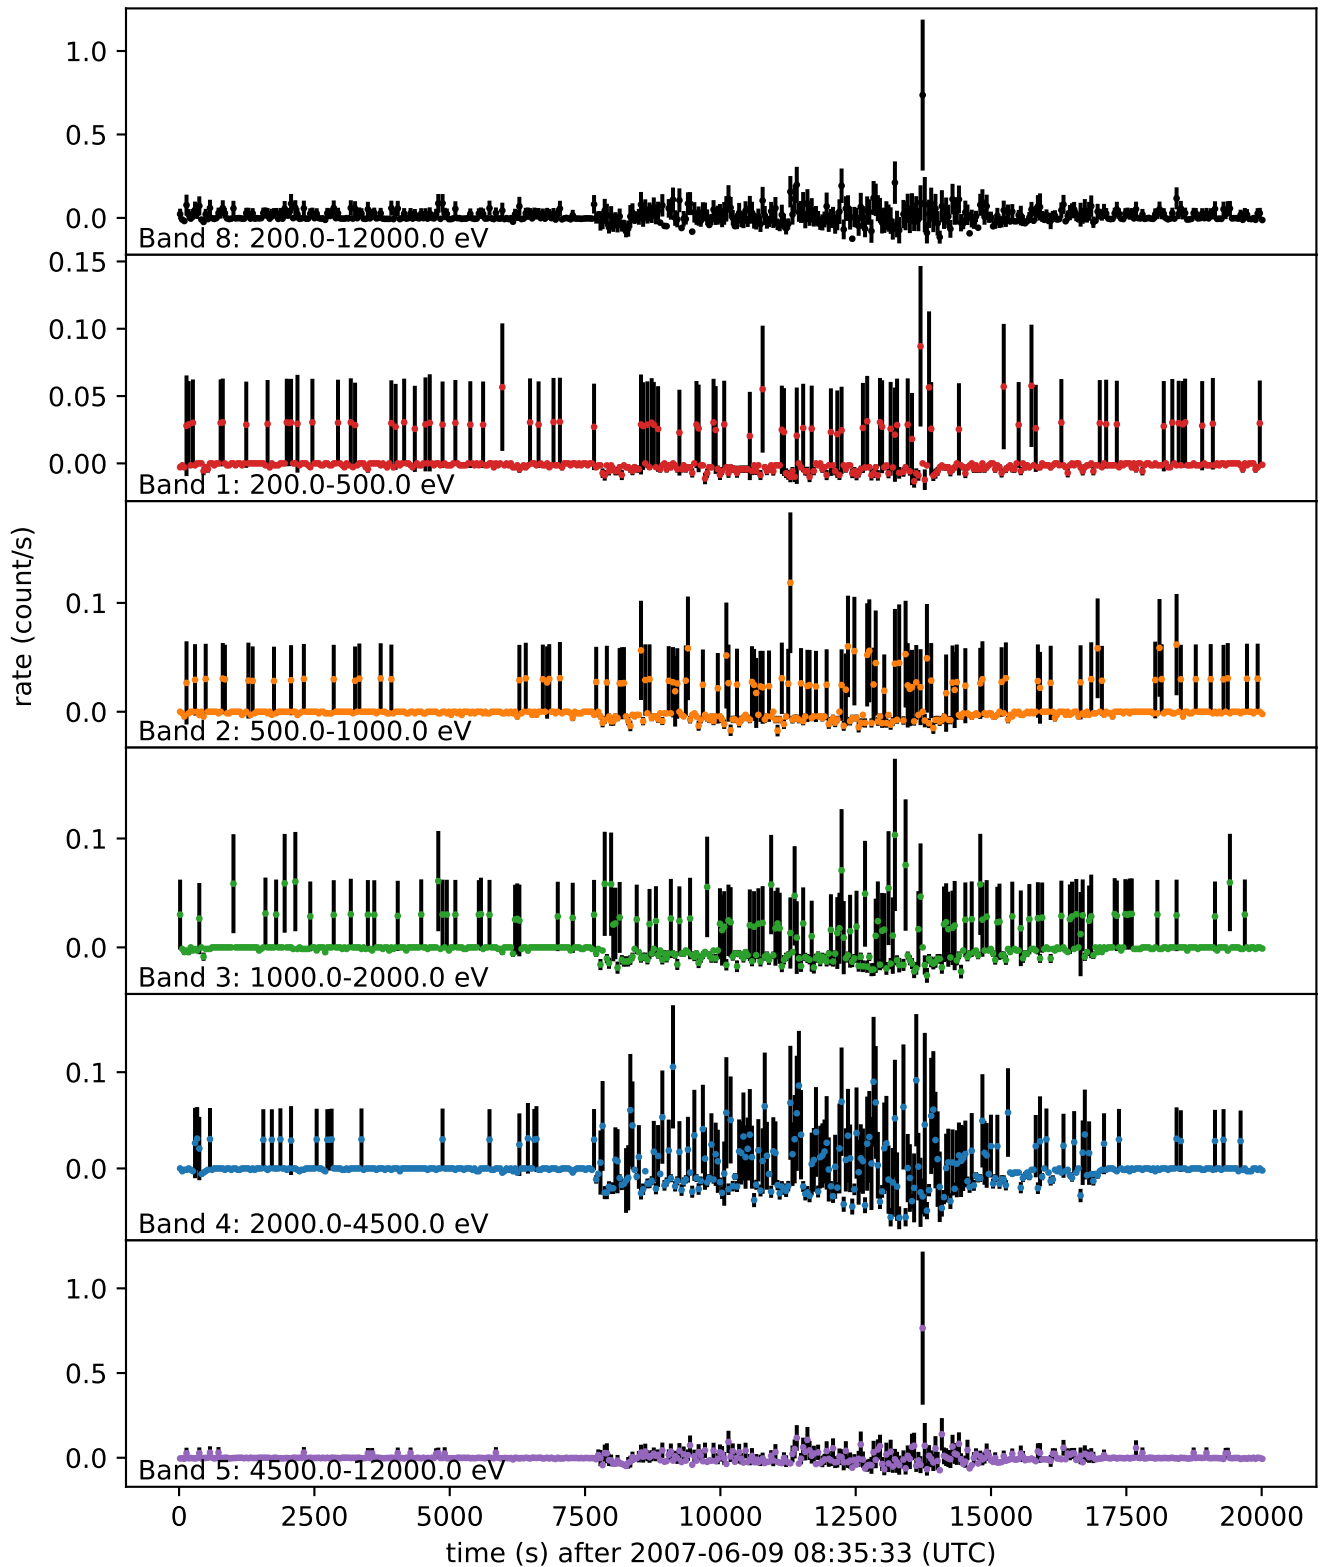 1.0
0.5
0.0
Band 8: 200.0-12000.0 eV
0.15
0.10
0.05
0.00
Band 1: 200.0-500.0 eV
rate (count/s)
0.1
0.0
Band 2: 500.0-1000.0 eV
0.1
0.0
Band 3: 1000.0-2000.0 eV
0.1
0.0
Band 4: 2000.0-4500.0 eV
1.0
0.5
0.0
Band 5: 4500.0-12000.0 eV
0 2500 5000 7500 10000 12500 15000 17500 20000
time (s) after 2007-06-09 08:35:33 (UTC)